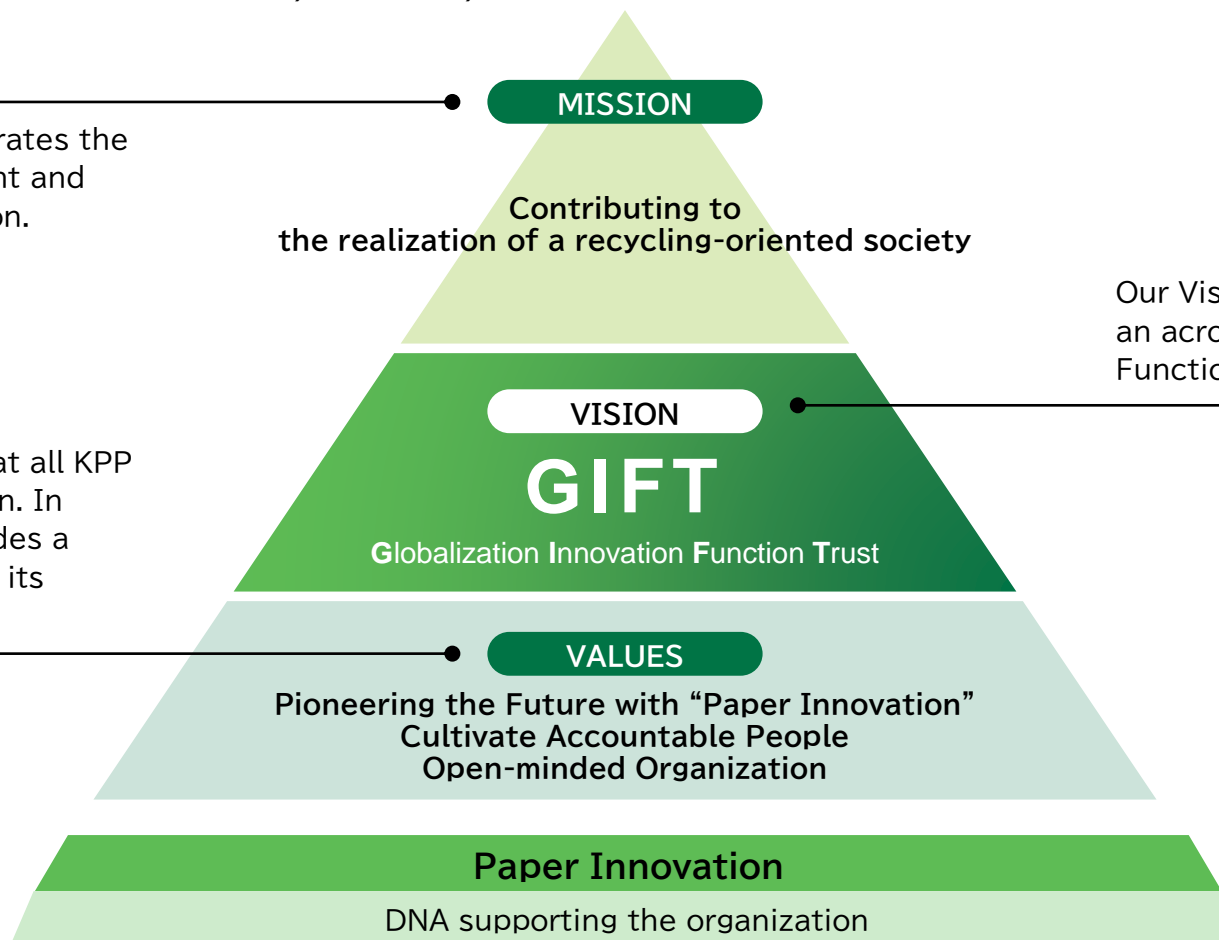 MISSION
rates the
nt and
on.
Contributing to
the realization of a recycling-oriented society
Our Vis
an acro
Functio
VISION
GIFT
Globalization Innovation Function Trust
at all KPP
n. In
des a
its
VALUES
Pioneering the Future with “Paper Innovation”
Cultivate Accountable People
Open-minded Organization
Paper Innovation
DNA supporting the organization